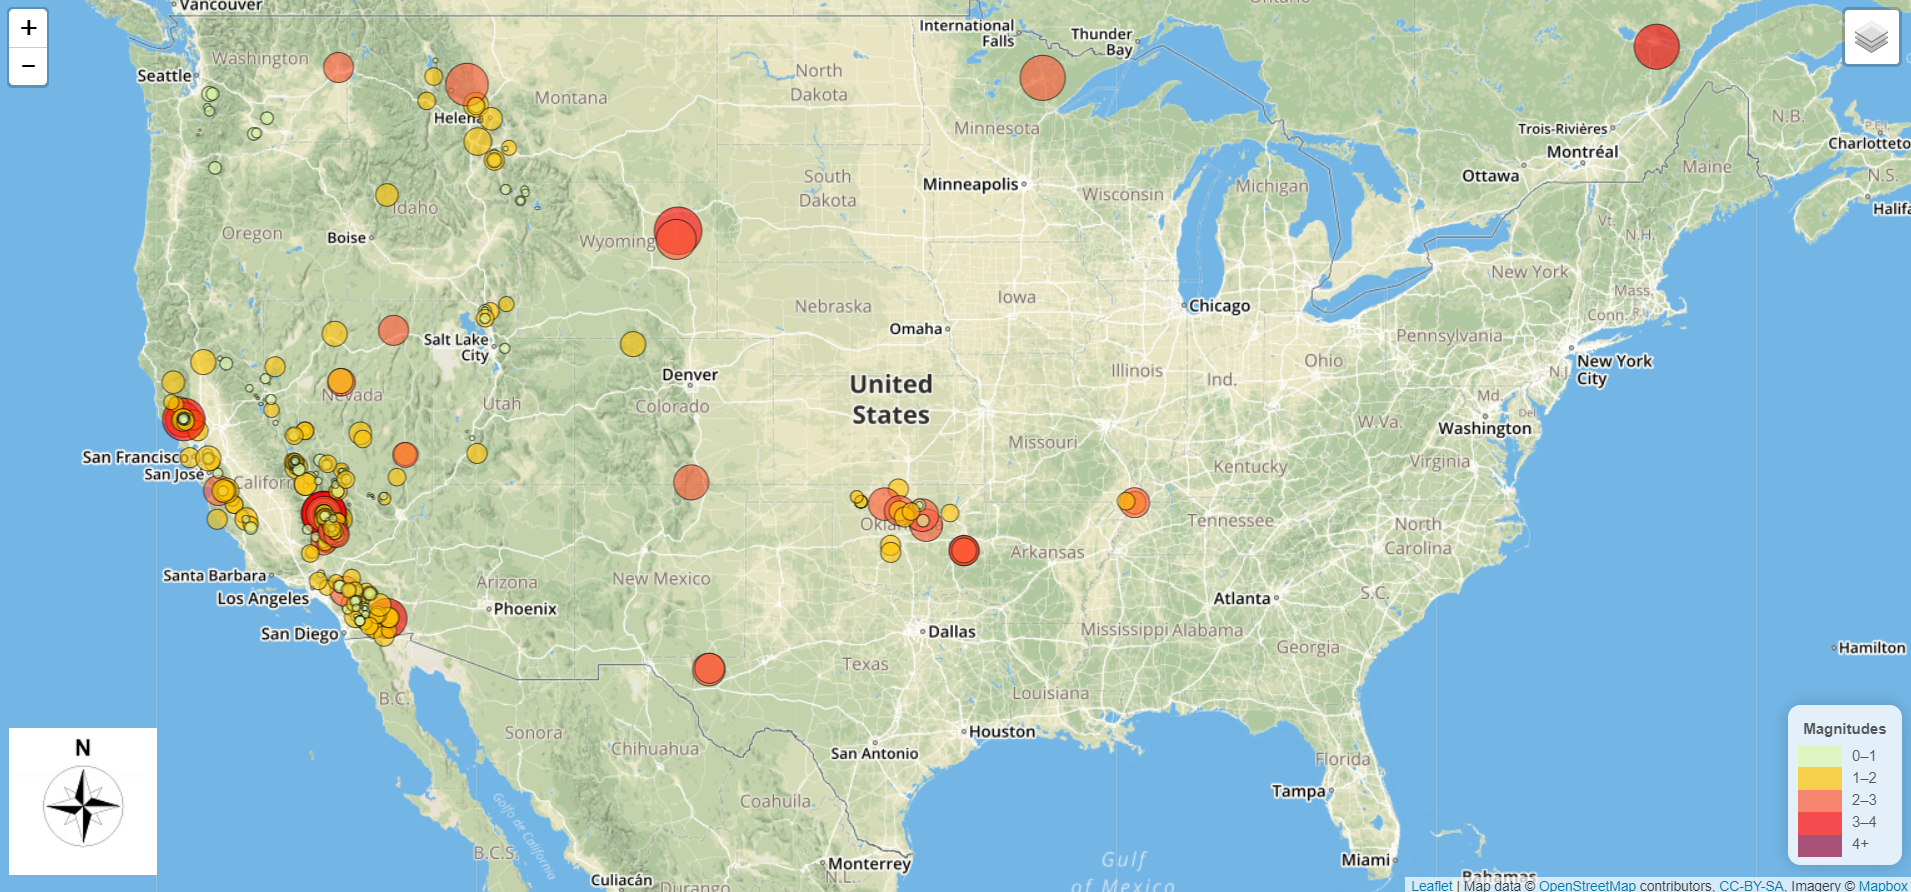 +
−
Vancouver
Ontario
International
Falls
Thunder
Bay
Washington
Seattle
North
Dakota
Montana
Helena
Minnesota
N.B.
P.E.I.
Trois-Rivières
Charlotteto
Montréal
Maine
Ottawa
N.S.
Halifa
South
Dakota
Minneapolis
Wisconsin
Michigan
Idaho
Vt.
N.H.
Oregon
Boise
Wyoming
New York
Mass.
Nebraska
Iowa
Chicago
Conn.
R.I.
Omaha
Pennsylvania
Salt Lake
City
New York
City
Denver
Illinois
Ind.
Ohio
N.J.
United
States
Nevada
Utah
Colorado
Md.
Del.
W.Va.
Washington
Missouri
San Francisco
San José
Kentucky
Virginia
California
Oklahoma
Tennessee
North
Carolina
Arkansas
Santa Barbara
Arizona
New Mexico
Los Angeles
Phoenix
Atlanta
S.C.
San Diego
Dallas
Mississippi
Alabama
Georgia
Hamilton
Texas
B.C.
Louisiana
Sonora
Chihuahua
San Antonio
Houston
Florida
Golfo de California
Coahuila
Tampa
B.C.S.
Monterrey
N.L.
Gulf
of Mexico
Miami
Culiacán
Durango
Bahamas
N
Magnitudes
0–1
1–2
2–3
3–4
4+
Leaflet | Map data © OpenStreetMap contributors, CC-BY-SA, Imagery © Mapbox